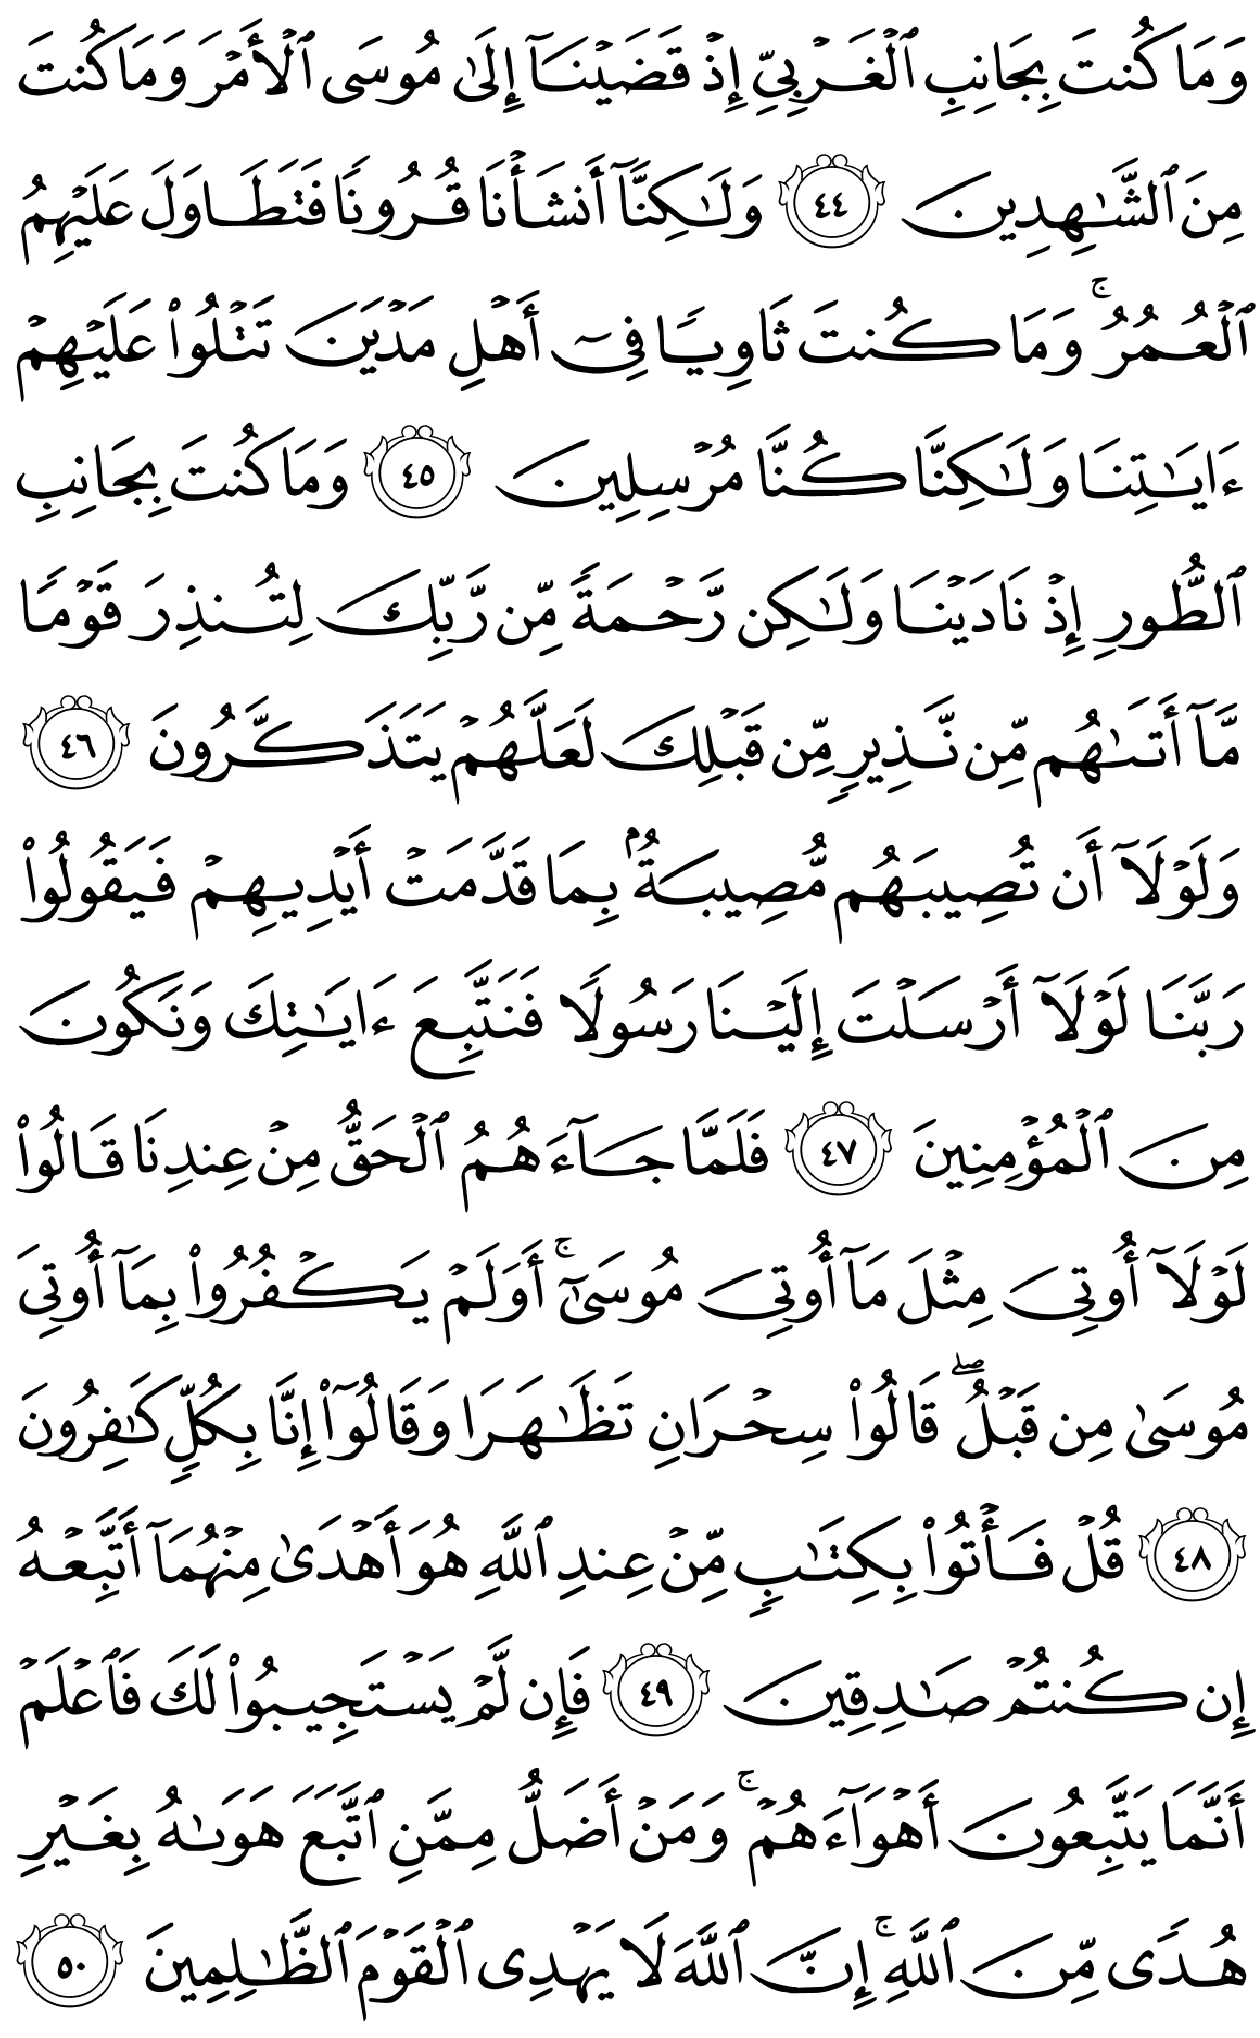 وَمَا كُنتَ بِجَانِبِ ٱلۡغَرۡبِيِّ إِذۡ قَضَيۡنَآ إِلَىٰ مُوسَى ٱلۡأَمۡرَ وَمَا كُنتَ
مِنَ ٱلشَّٰهِدِينَ ٤٤ وَلَٰكِنَّآ أَنشَأۡنَا قُرُونٗا فَتَطَاوَلَ عَلَيۡهِمُ
ٱلۡعُمُرُۚ وَمَا كُنتَ ثَاوِيٗا فِيٓ أَهۡلِ مَدۡيَنَ تَتۡلُواْ عَلَيۡهِمۡ
ءَايَٰتِنَا وَلَٰكِنَّا كُنَّا مُرۡسِلِينَ ٤٥ وَمَا كُنتَ بِجَانِبِ
ٱلطُّورِ إِذۡ نَادَيۡنَا وَلَٰكِن رَّحۡمَةٗ مِّن رَّبِّكَ لِتُنذِرَ قَوۡمٗا
مَّآ أَتَىٰهُم مِّن نَّذِيرٖ مِّن قَبۡلِكَ لَعَلَّهُمۡ يَتَذَكَّرُونَ ٤٦
وَلَوۡلَآ أَن تُصِيبَهُم مُّصِيبَةُۢ بِمَا قَدَّمَتۡ أَيۡدِيهِمۡ فَيَقُولُواْ
رَبَّنَا لَوۡلَآ أَرۡسَلۡتَ إِلَيۡنَا رَسُولٗا فَنَتَّبِعَ ءَايَٰتِكَ وَنَكُونَ
مِنَ ٱلۡمُؤۡمِنِينَ ٤٧ فَلَمَّا جَآءَهُمُ ٱلۡحَقُّ مِنۡ عِندِنَا قَالُواْ
لَوۡلَآ أُوتِيَ مِثۡلَ مَآ أُوتِيَ مُوسَىٰٓۚ أَوَلَمۡ يَكۡفُرُواْ بِمَآ أُوتِيَ
مُوسَىٰ مِن قَبۡلُۖ قَالُواْ سِحۡرَانِ تَظَٰهَرَا وَقَالُوٓاْ إِنَّا بِكُلّٖ كَٰفِرُونَ
٤٨ قُلۡ فَأۡتُواْ بِكِتَٰبٖ مِّنۡ عِندِ ٱللَّهِ هُوَ أَهۡدَىٰ مِنۡهُمَآ أَتَّبِعۡهُ
إِن كُنتُمۡ صَٰدِقِينَ ٤٩ فَإِن لَّمۡ يَسۡتَجِيبُواْ لَكَ فَٱعۡلَمۡ
أَنَّمَا يَتَّبِعُونَ أَهۡوَآءَهُمۡۚ وَمَنۡ أَضَلُّ مِمَّنِ ٱتَّبَعَ هَوَىٰهُ بِغَيۡرِ
هُدٗى مِّنَ ٱللَّهِۚ إِنَّ ٱللَّهَ لَا يَهۡدِي ٱلۡقَوۡمَ ٱلظَّٰلِمِينَ ٥٠